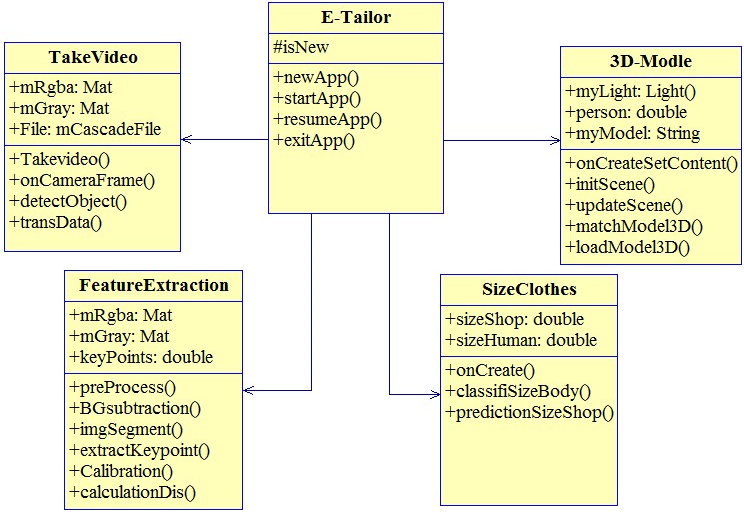 E-Tailor
#isNew
+newApp()
+startApp()
+resumeApp()
+exitApp()
TakeVideo
+mRgba: Mat
+mGray: Mat
+File: mCascadeFile
+Takevideo()
+onCameraFrame()
+detectObject()
+transData()
3D-Modle
+myLight: Light()
+person: double
+myModel: String
+onCreateSetContent()
+initScene()
+updateScene()
+matchModel3D()
+loadModel3D()
FeatureExtraction
+mRgba: Mat
+mGray: Mat
+keyPoints: double
+preProcess()
+BGsubtraction()
+imgSegment()
+extractKeypoint()
+Calibration()
+calculationDis()
SizeClothes
+sizeShop: double
+sizeHuman: double
+onCreate()
+classifiSizeBody()
+predictionSizeShop()